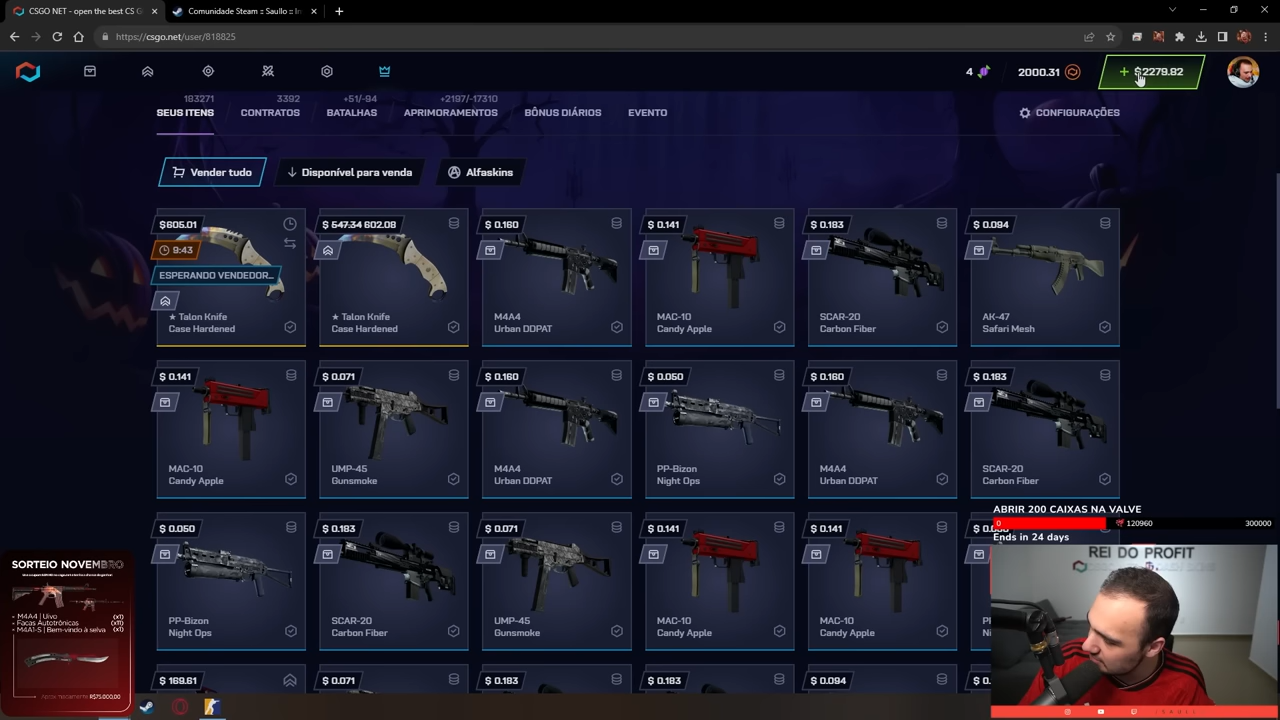 CSGO NET - open the best CS G
Comunidade Steam :: Saullo :: In
https://csgo.net/user/818825
4
2000.31
+ $2279.82
183271
3392
+51/-94
+2197/-17310
SEUS ITENS
CONTRATOS
BATALHAS
APRIMORAMENTOS
BÔNUS DIÁRIOS
EVENTO
CONFIGURAÇÕES
Vender tudo
Disponível para venda
Alfaskins
$605.01
9:43
ESPERANDO VENDEDOR...
★ Talon Knife
Case Hardened
$ 547.34 602.08
★ Talon Knife
Case Hardened
$ 0.160
M4A4
Urban DDPAT
$ 0.141
MAC-10
Candy Apple
$ 0.183
SCAR-20
Carbon Fiber
$ 0.094
AK-47
Safari Mesh
$ 0.141
MAC-10
Candy Apple
$ 0.071
UMP-45
Gunsmoke
$ 0.160
M4A4
Urban DDPAT
$ 0.050
PP-Bizon
Night Ops
$ 0.160
M4A4
Urban DDPAT
$ 0.183
SCAR-20
Carbon Fiber
$ 0.050
PP-Bizon
Night Ops
$ 0.183
SCAR-20
Carbon Fiber
$ 0.071
UMP-45
Gunsmoke
$ 0.141
MAC-10
Candy Apple
$ 0.141
MAC-10
Candy Apple
$ 169.61
$ 0.071
$ 0.183
$ 0.183
$ 0.094
ABRIR 200 CAIXAS NA VALVE
0
120960
300000
Ends in 24 days
REI DO PROFIT
SORTEIO NOVEMBRO
• M4A4 | Uivo (x1)
• Facas Autotrônicas (x11)
• M4A1-S | Bem-vindo à selva (x1)
R$75.000,00